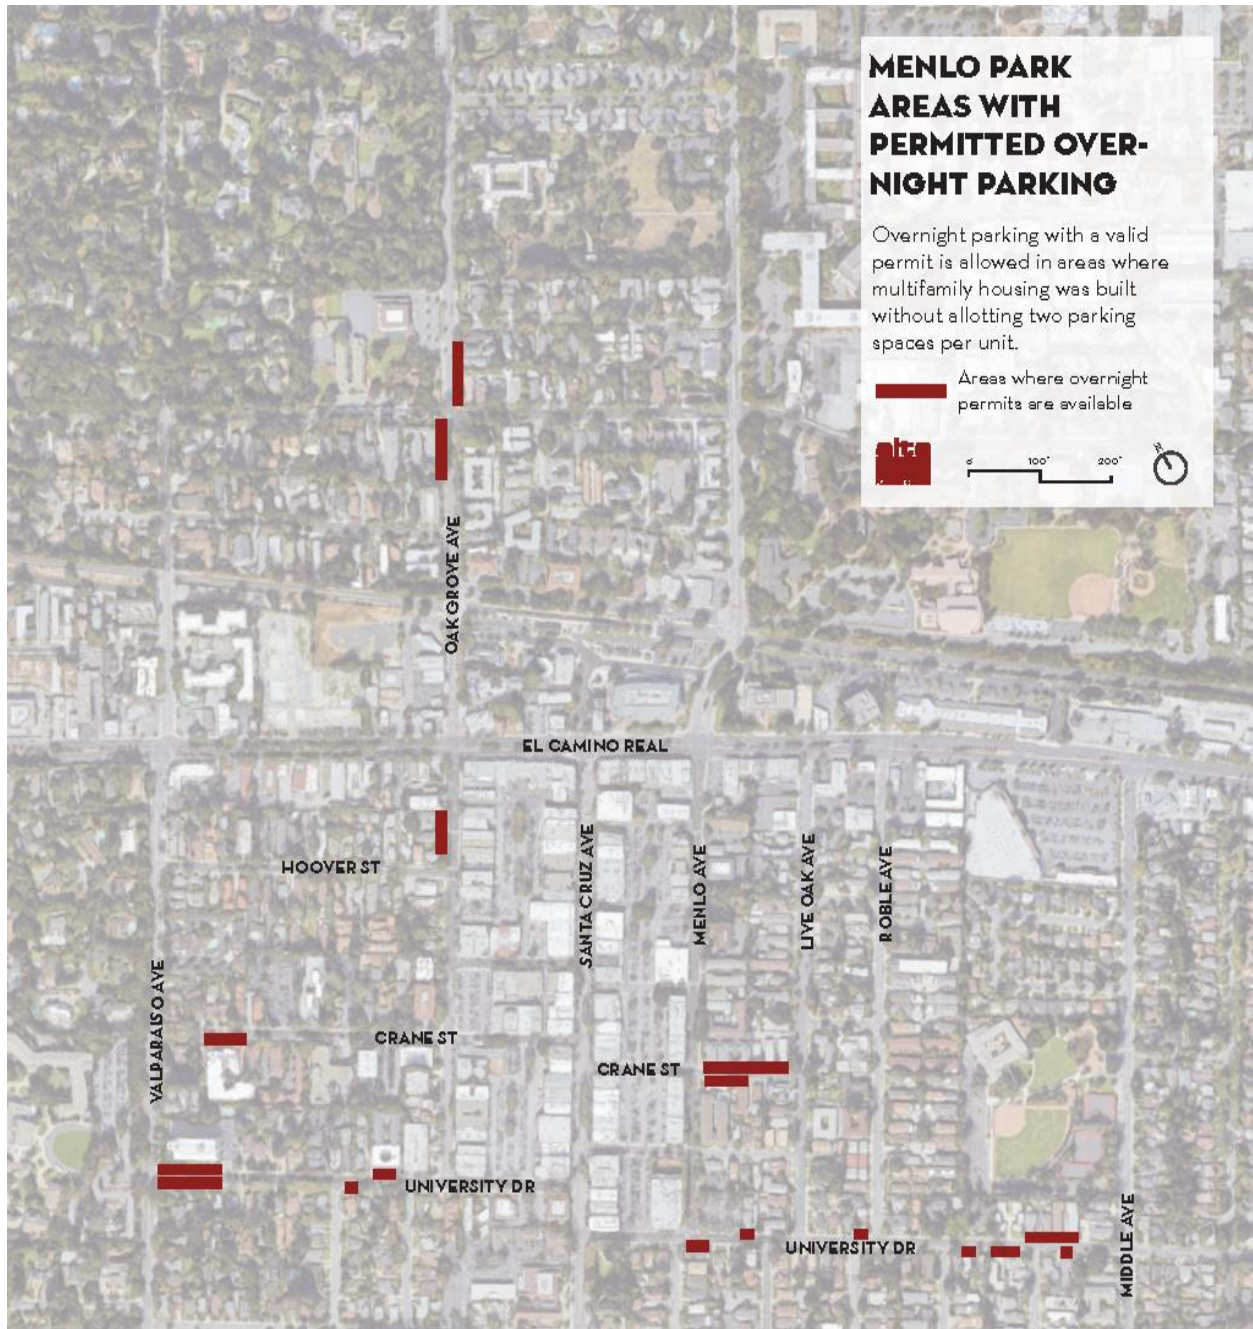 MENLO PARK
AREAS WITH
PERMITTED OVER-
NIGHT PARKING
Overnight parking with a valid
permit is allowed in areas where
multifamily housing was built
without allotting two parking
spaces per unit.
Areas where overnight
permits are available
alta
0 100' 200'
N
OAK GROVE AVE
EL CAMINO REAL
HOOVER ST
SANTA CRUZ AVE
MENLO AVE
LIVE OAK AVE
ROBLE AVE
VALPARAISO AVE
CRANE ST
CRANE ST
UNIVERSITY DR
UNIVERSITY DR
MIDDLE AVE